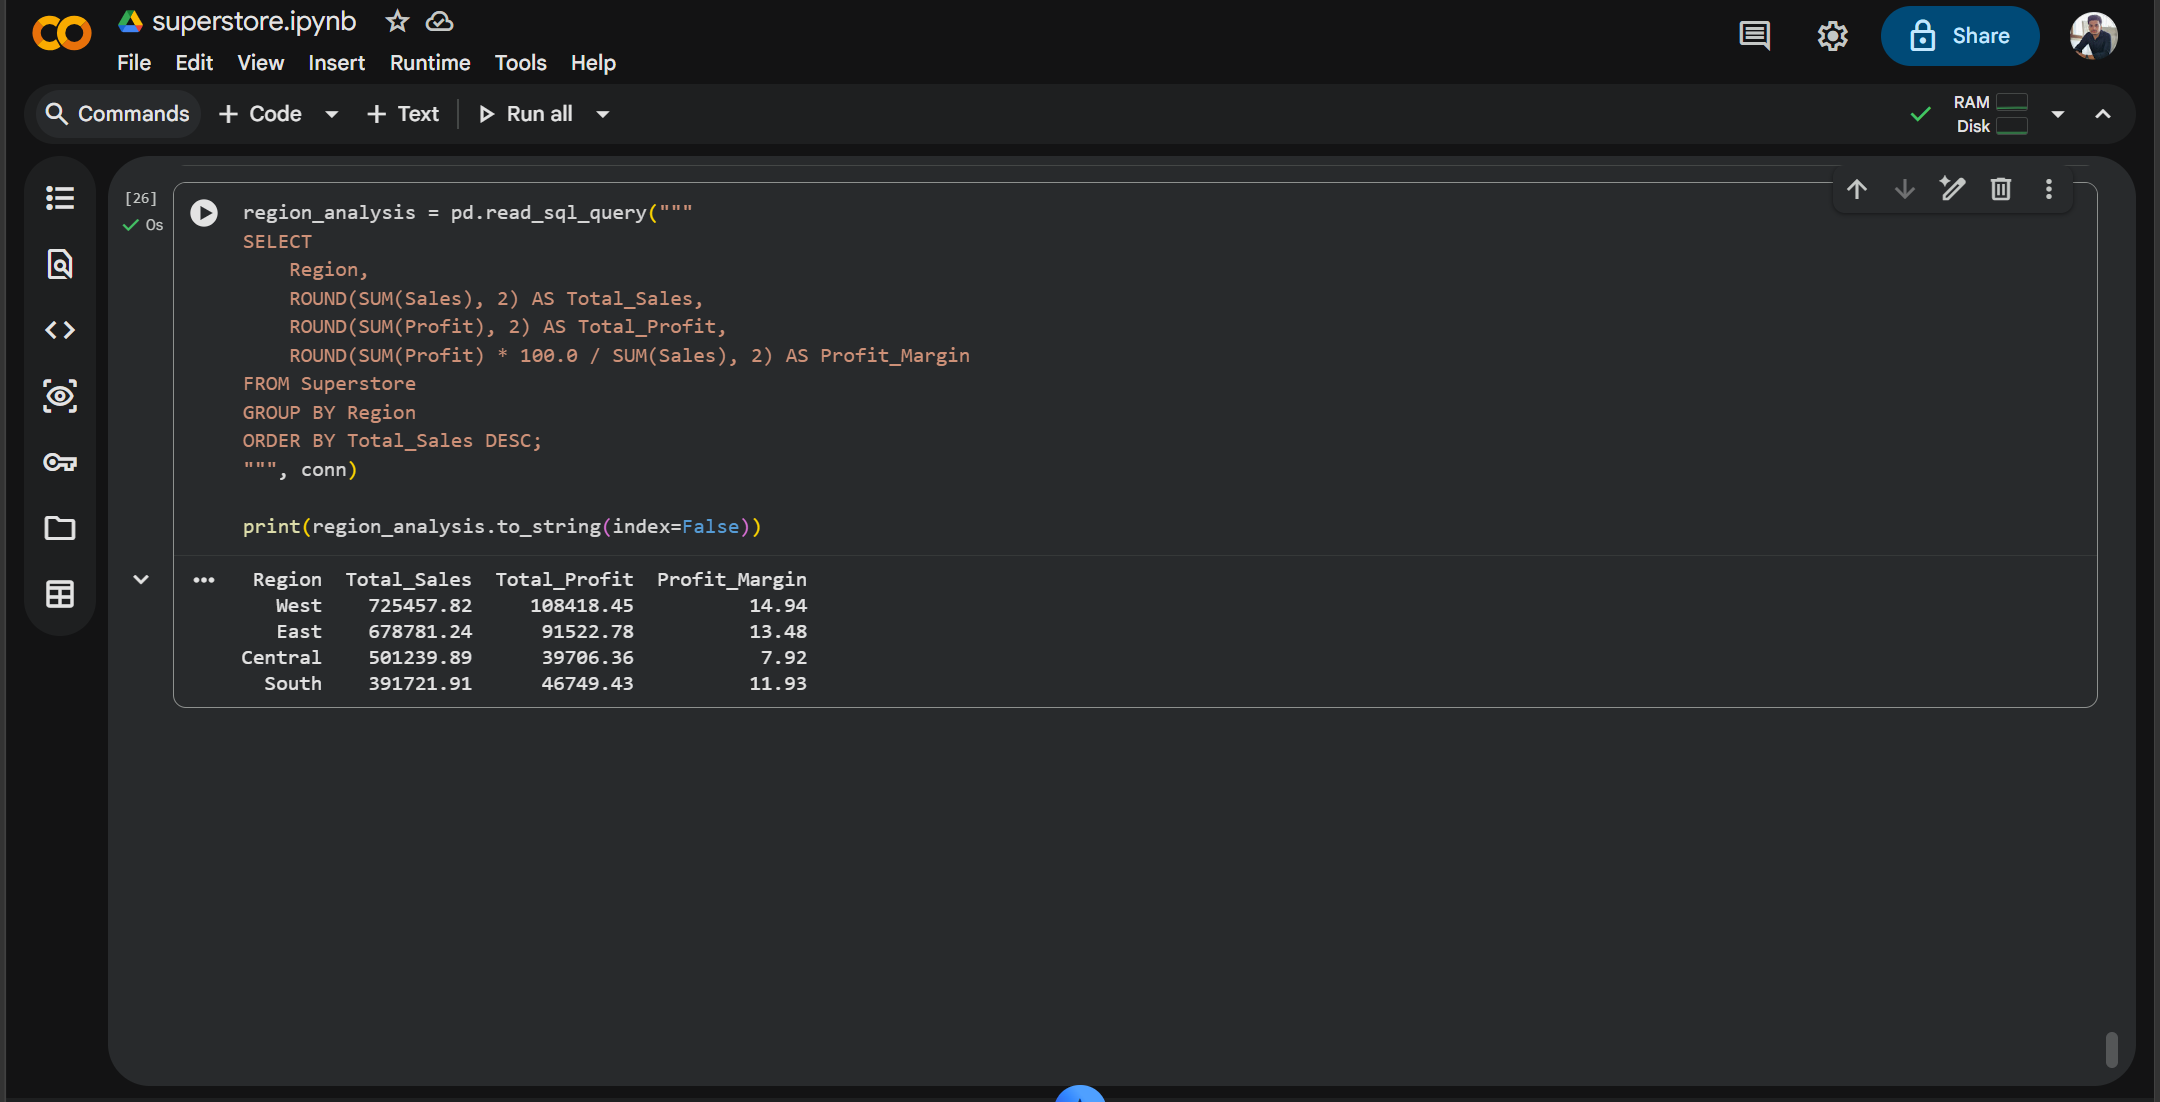 superstore.ipynb
File Edit View Insert Runtime Tools Help
Share
Commands + Code + Text Run all
RAM
Disk
[26]
0s
region_analysis = pd.read_sql_query("""
SELECT
    Region,
    ROUND(SUM(Sales), 2) AS Total_Sales,
    ROUND(SUM(Profit), 2) AS Total_Profit,
    ROUND(SUM(Profit) * 100.0 / SUM(Sales), 2) AS Profit_Margin
FROM Superstore
GROUP BY Region
ORDER BY Total_Sales DESC;
""", conn)
print(region_analysis.to_string(index=False))
Region Total_Sales Total_Profit Profit_Margin
West 725457.82 108418.45 14.94
East 678781.24 91522.78 13.48
Central 501239.89 39706.36 7.92
South 391721.91 46749.43 11.93